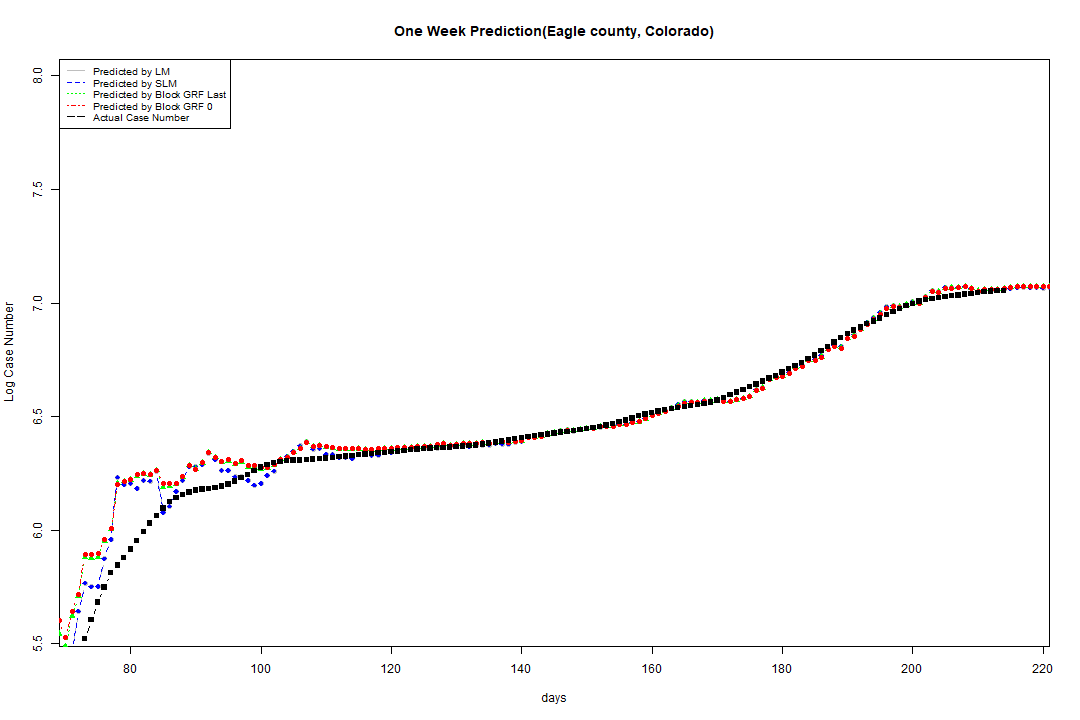 One Week Prediction(Eagle county, Colorado)
Predicted by LM
Predicted by SLM
Predicted by Block GRF Last
Predicted by Block GRF 0
Actual Case Number
8.0
7.5
7.0
6.5
6.0
5.5
Log Case Number
80 100 120 140 160 180 200 220
days